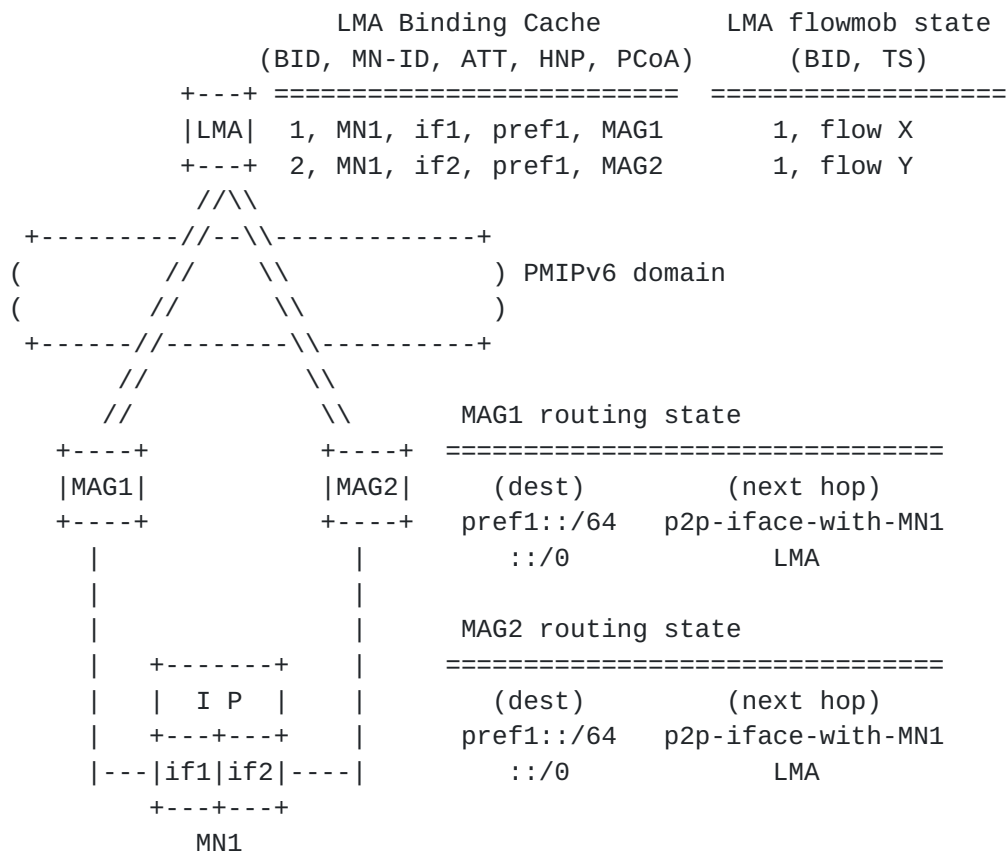 LMA Binding Cache        LMA flowmob state
                (BID, MN-ID, ATT, HNP, PCoA)      (BID, TS)
           +---+ ==========================  ===================
           |LMA|  1, MN1, if1, pref1, MAG1       1, flow X
           +---+  2, MN1, if2, pref1, MAG2       1, flow Y
            //\\
 +---------//--\\-------------+
(         //    \\             ) PMIPv6 domain
(        //      \\            )
 +------//--------\\----------+
       //          \\
      //            \\       MAG1 routing state
   +----+           +----+  ================================
   |MAG1|           |MAG2|     (dest)         (next hop)
   +----+           +----+   pref1::/64   p2p-iface-with-MN1
     |                |         ::/0             LMA
     |                |
     |                |      MAG2 routing state
     |   +-------+    |     ================================
     |   |  I P  |    |        (dest)         (next hop)
     |   +---+---+    |      pref1::/64   p2p-iface-with-MN1
     |---|if1|if2|----|         ::/0             LMA
         +---+---+
            MN1